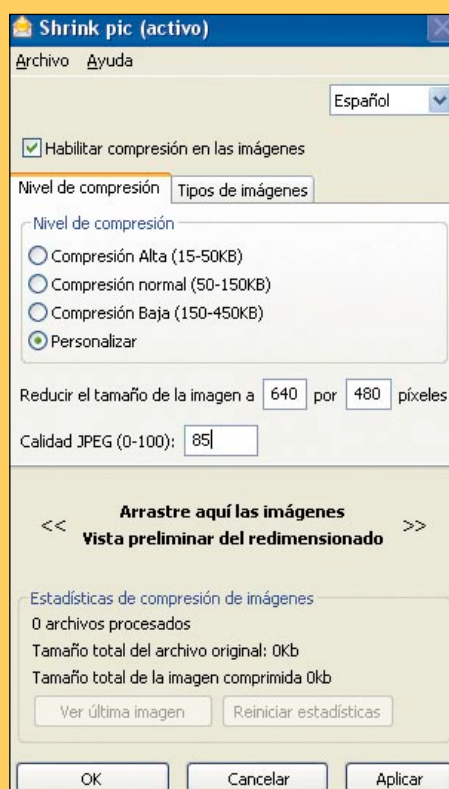 Shrink pic (activo)
Archivo Ayuda
Español
Habilitar compresión en las imágenes
Nivel de compresión Tipos de imágenes
Nivel de compresión
Compresión Alta (15-50KB)
Compresión normal (50-150KB)
Compresión Baja (150-450KB)
Personalizar
Reducir el tamaño de la imagen a 640 por 480 píxeles
Calidad JPEG (0-100): 85
Arrastre aquí las imágenes
<< >>
Vista preliminar del redimensionado
Estadísticas de compresión de imágenes
0 archivos procesados
Tamaño total del archivo original: 0Kb
Tamaño total de la imagen comprimida 0kb
Ver última imagen Reiniciar estadísticas
OK Cancelar Aplicar